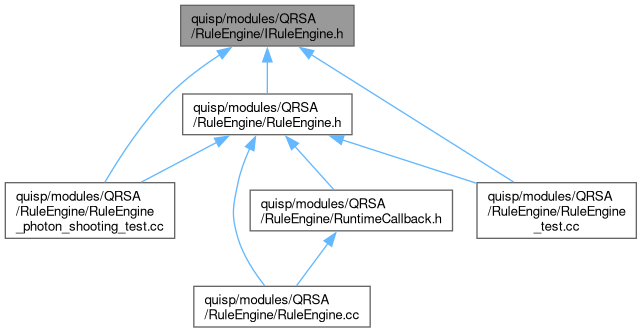 quisp/modules/QRSA
/RuleEngine/IRuleEngine.h
quisp/modules/QRSA
/RuleEngine/RuleEngine.h
quisp/modules/QRSA
/RuleEngine/RuleEngine
_photon_shooting_test.cc
quisp/modules/QRSA
/RuleEngine/RuntimeCallback.h
quisp/modules/QRSA
/RuleEngine/RuleEngine
_test.cc
quisp/modules/QRSA
/RuleEngine/RuleEngine.cc